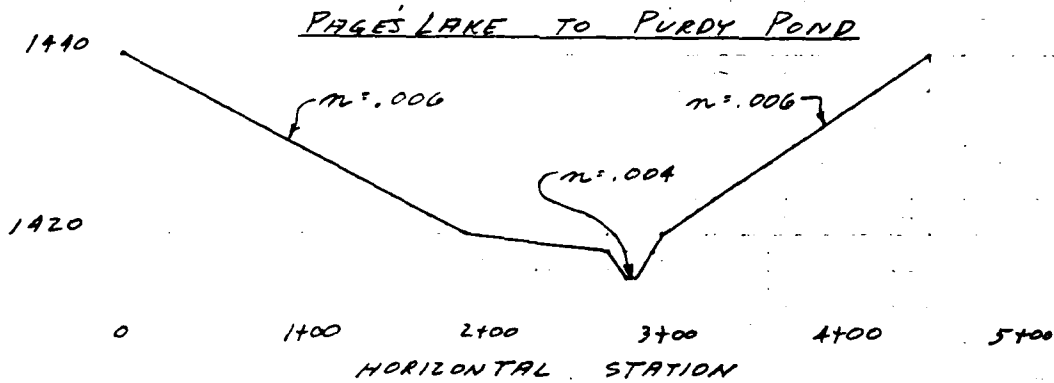 PAGE'S LAKE TO PURDY POND
1440
n=.006
n=.006
n=.004
1420
0 1+00 2+00 3+00 4+00 5+00
HORIZONTAL STATION